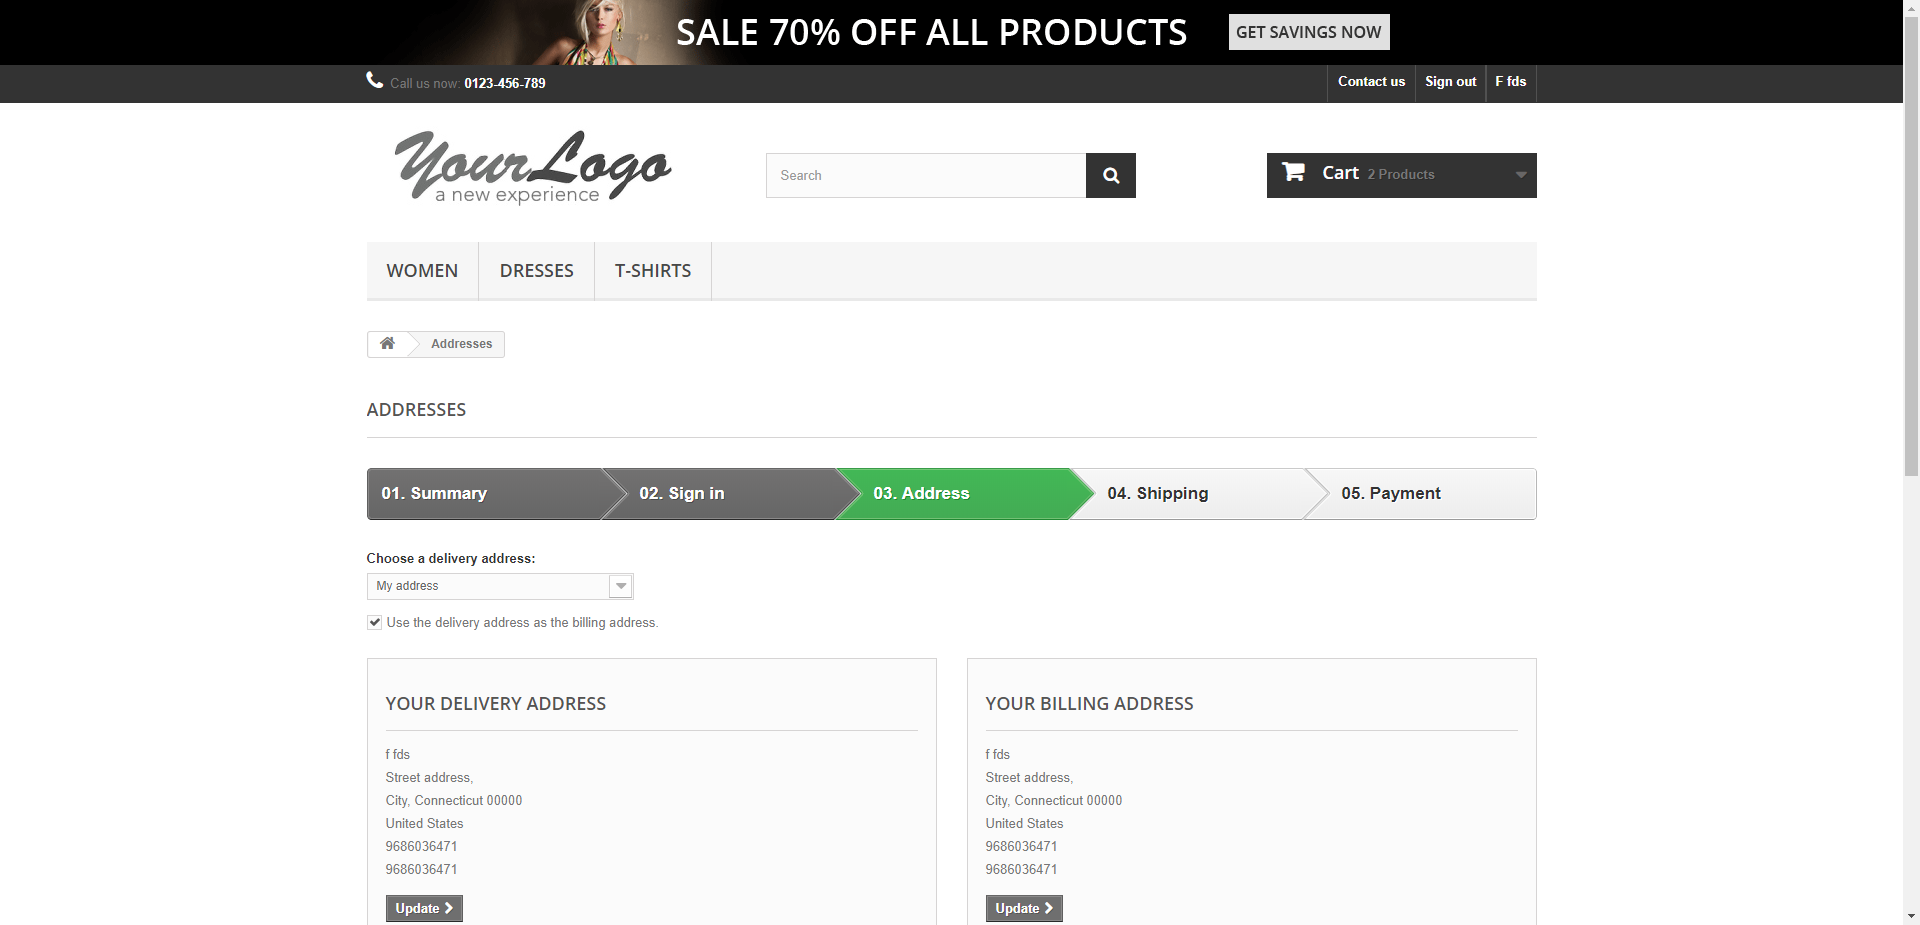 SALE 70% OFF ALL PRODUCTS GET SAVINGS NOW
Call us now: 0123-456-789 Contact us Sign out F fds
YourLogo
a new experience
Search
Cart 2 Products
WOMEN DRESSES T-SHIRTS
Addresses
ADDRESSES
01. Summary 02. Sign in 03. Address 04. Shipping 05. Payment
Choose a delivery address:
My address
Use the delivery address as the billing address.
YOUR DELIVERY ADDRESS
f fds
Street address,
City, Connecticut 00000
United States
9686036471
9686036471
Update
YOUR BILLING ADDRESS
f fds
Street address,
City, Connecticut 00000
United States
9686036471
9686036471
Update